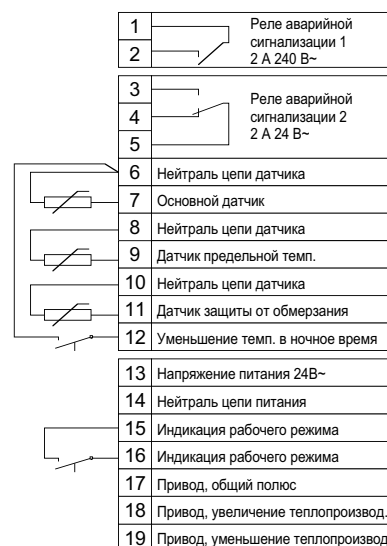 1
2
Реле аварийной
сигнализации 1
2 А 240 В~
3
4
5
Реле аварийной
сигнализации 2
2 А 24 В~
6 Нейтраль цепи датчика
7 Основной датчик
8 Нейтраль цепи датчика
9 Датчик предельной темп.
10 Нейтраль цепи датчика
11 Датчик защиты от обмерзания
12 Уменьшение темп. в ночное время
13 Напряжение питания 24В~
14 Нейтраль цепи питания
15 Индикация рабочего режима
16 Индикация рабочего режима
17 Привод, общий полюс
18 Привод, увеличение теплопроизвод.
19 Привод, уменьшение теплопроизвод